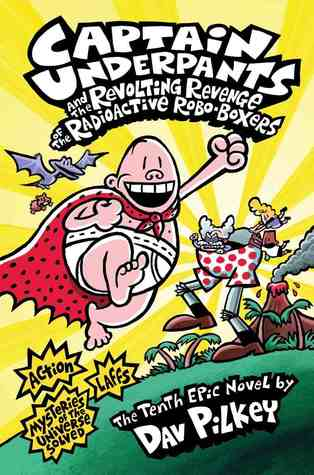 CAPTAIN
UNDERPANTS
and the REVOLTING REVENGE
of the RADIOACTIVE ROBO-BOXERS
ACTION
LAFFS
MYSTERIES
of the
UNIVERSE
SOLVED
The TENTH EPIC NOVEL by
DAV PILKEY